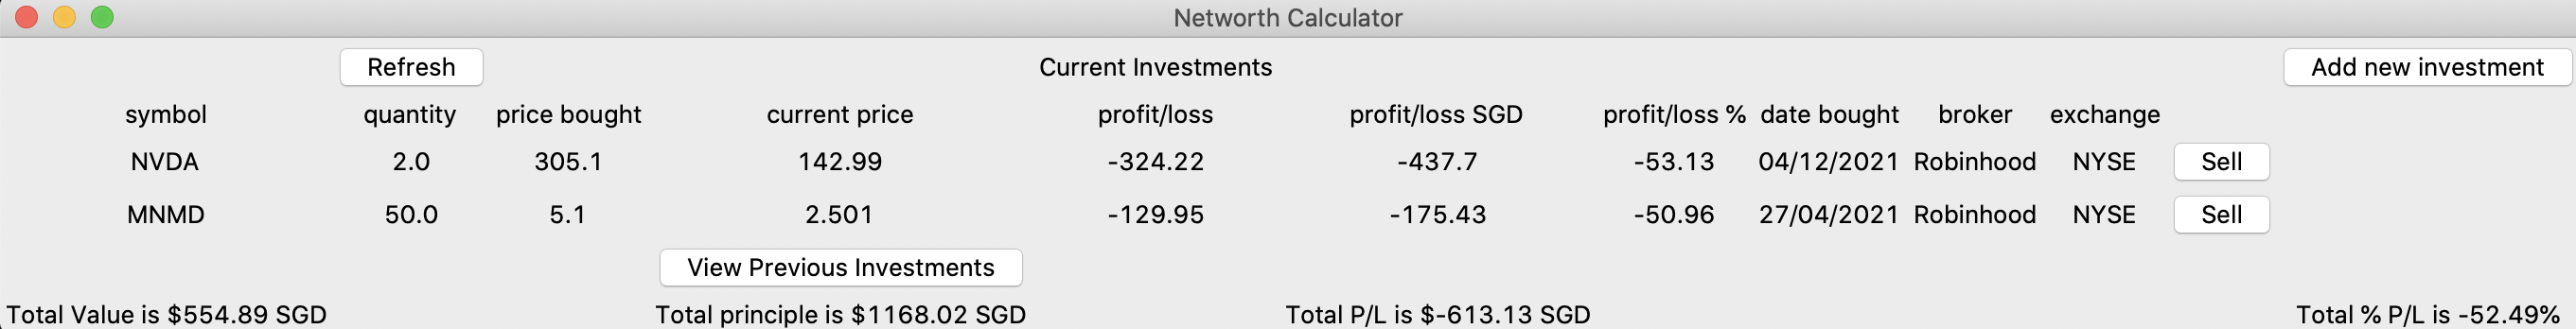 Networth Calculator
Refresh Current Investments Add new investment
symbol quantity price bought current price profit/loss profit/loss SGD profit/loss % date bought broker exchange
NVDA 2.0 305.1 142.99 -324.22 -437.7 -53.13 04/12/2021 Robinhood NYSE Sell
MNMD 50.0 5.1 2.501 -129.95 -175.43 -50.96 27/04/2021 Robinhood NYSE Sell
View Previous Investments
Total Value is $554.89 SGD Total principle is $1168.02 SGD Total P/L is $-613.13 SGD Total % P/L is -52.49%